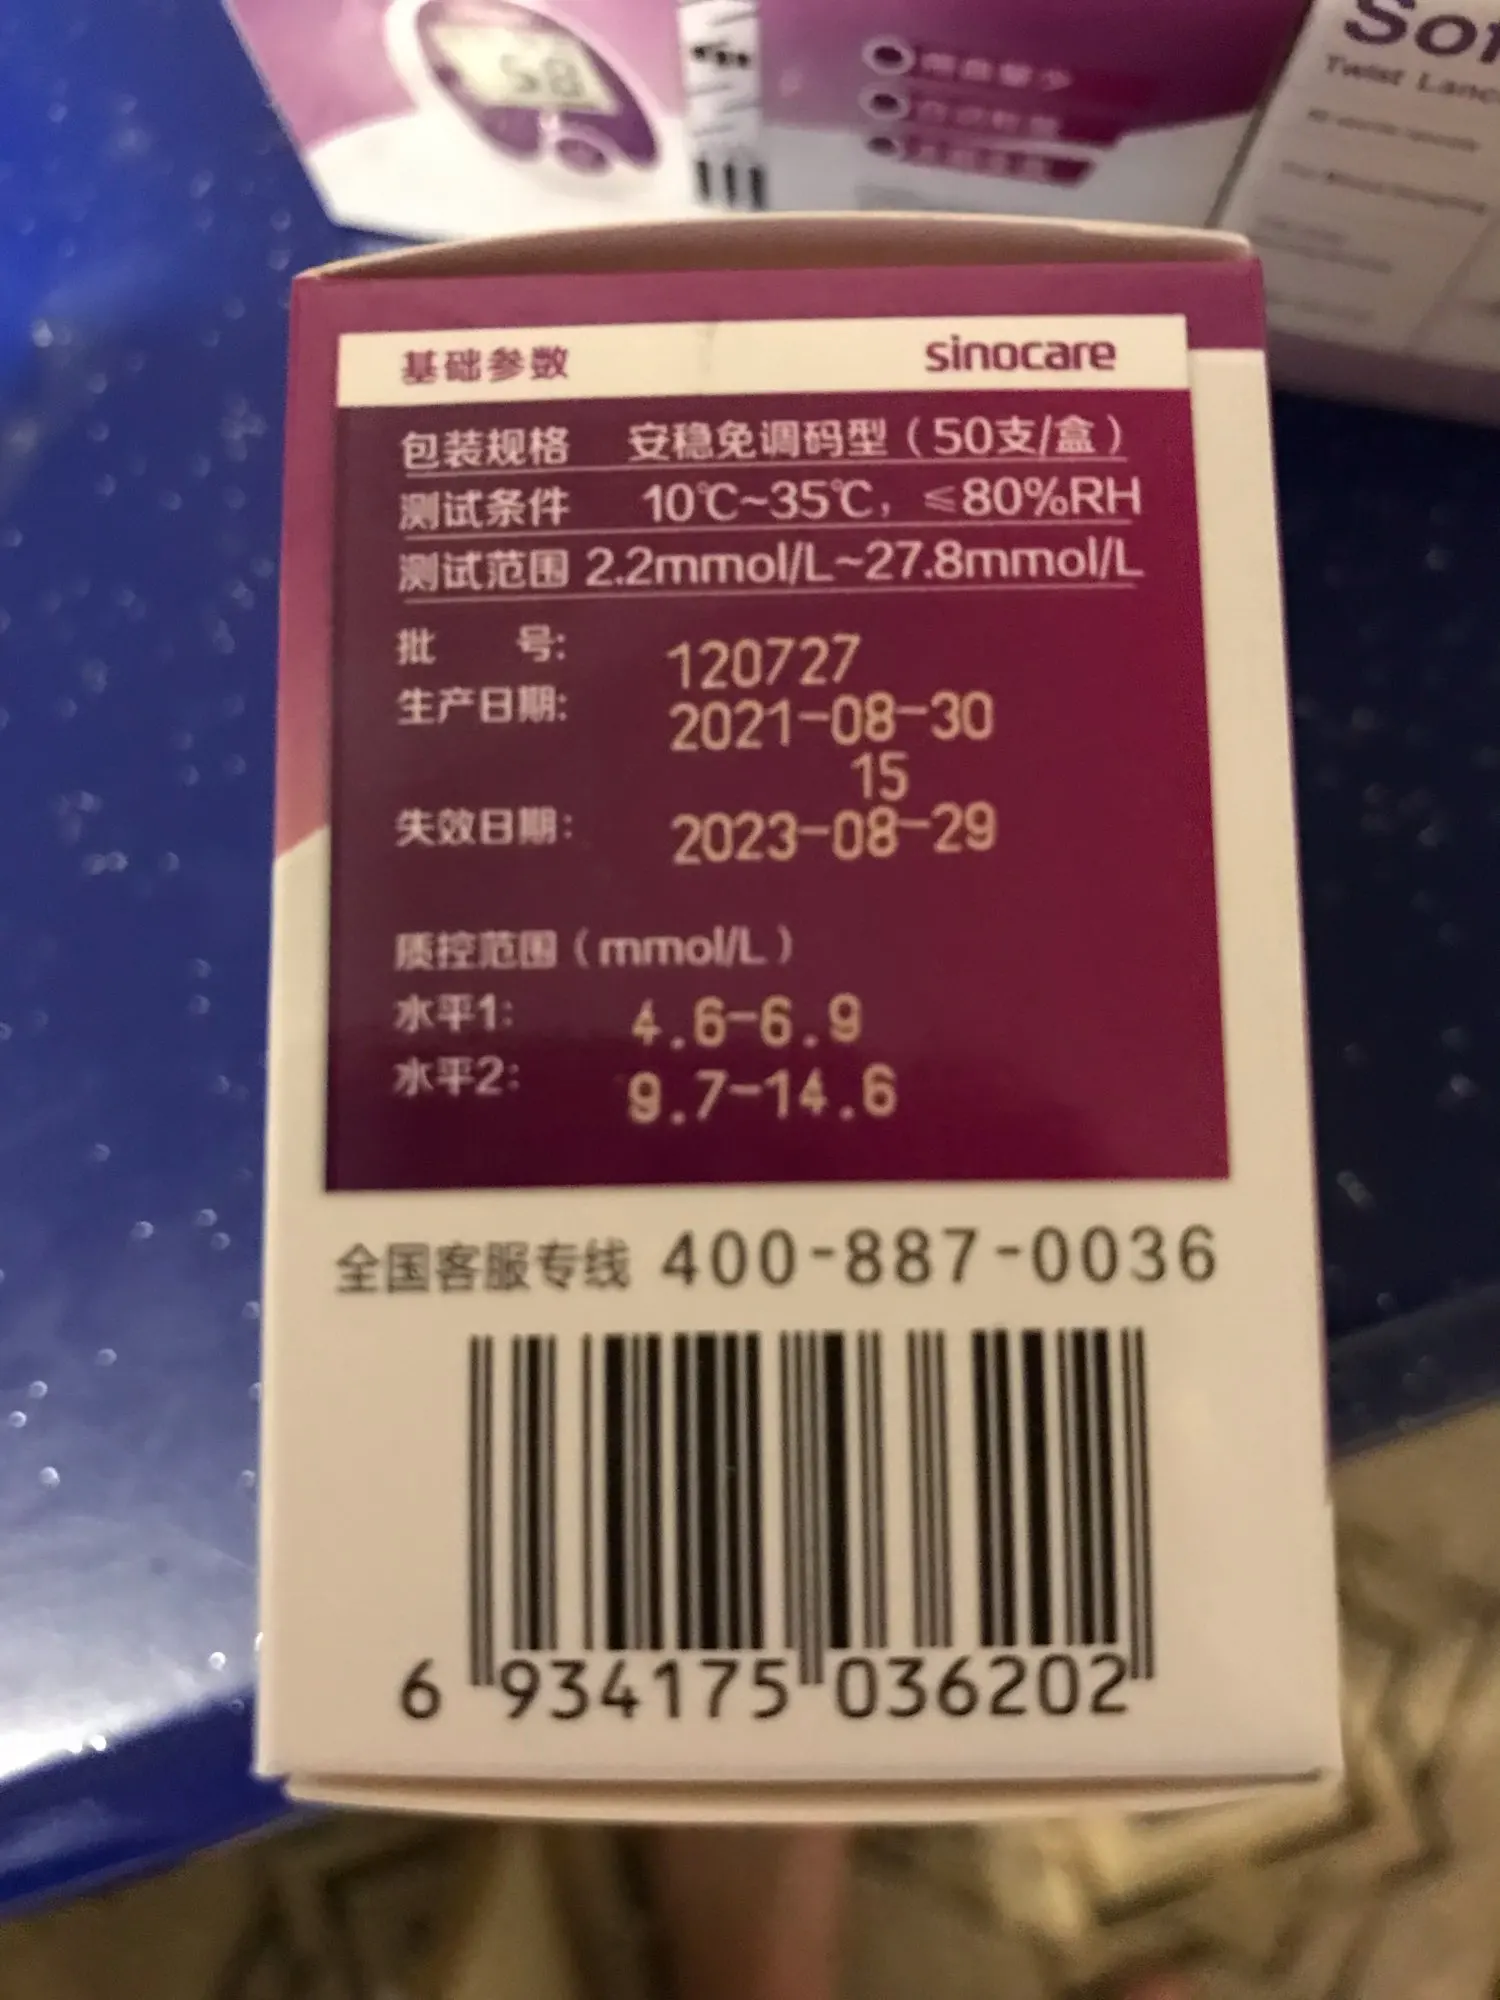 58
Sof
Twist Lanc
基础参数 sinocare
包装规格 安稳免调码型（50支/盒）
测试条件 10℃~35℃，≤80%RH
测试范围 2.2mmol/L~27.8mmol/L
批 号: 120727
生产日期: 2021-08-30
15
失效日期: 2023-08-29
质控范围（mmol/L）
水平1: 4.6-6.9
水平2: 9.7-14.6
全国客服专线 400-887-0036
6 934175 036202